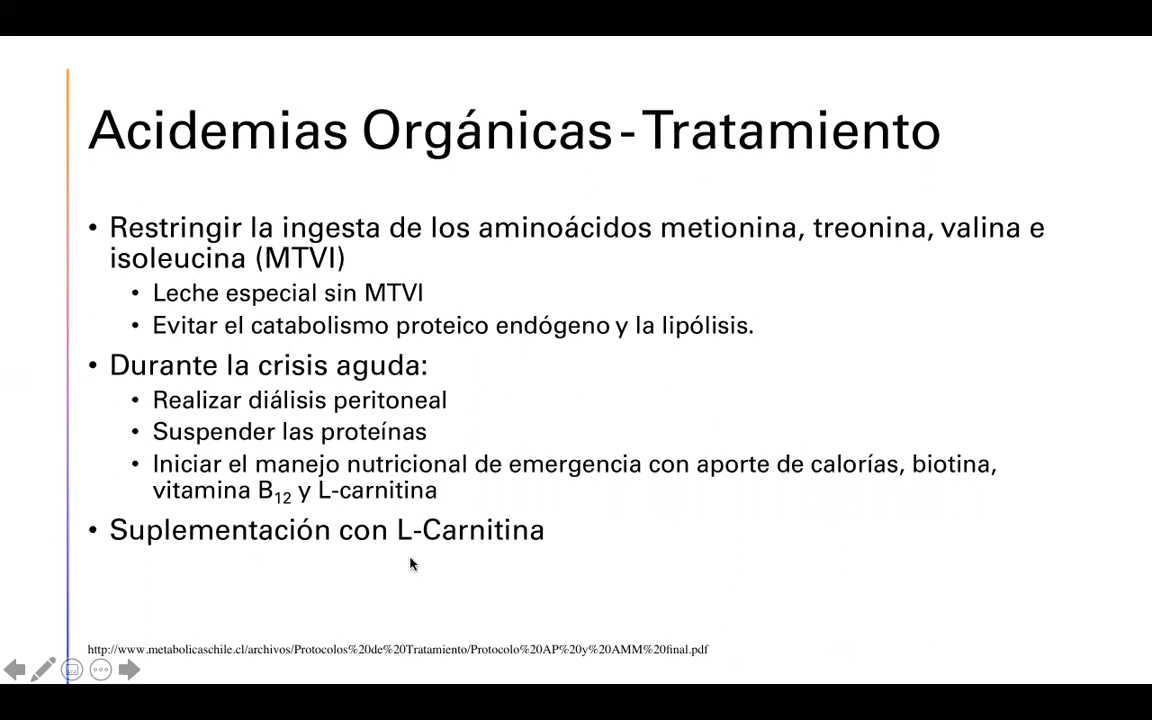 Acidemias Orgánicas - Tratamiento
• Restringir la ingesta de los aminoácidos metionina, treonina, valina e
isoleucina (MTVI)
• Leche especial sin MTVI
• Evitar el catabolismo proteico endógeno y la lipólisis.
• Durante la crisis aguda:
• Realizar diálisis peritoneal
• Suspender las proteínas
• Iniciar el manejo nutricional de emergencia con aporte de calorías, biotina,
vitamina B12 y L-carnitina
• Suplementación con L-Carnitina
http://www.metabolicaschile.cl/archivos/Protocolos%20de%20Tratamiento/Protocolo%20AP%20y%20AMM%20final.pdf